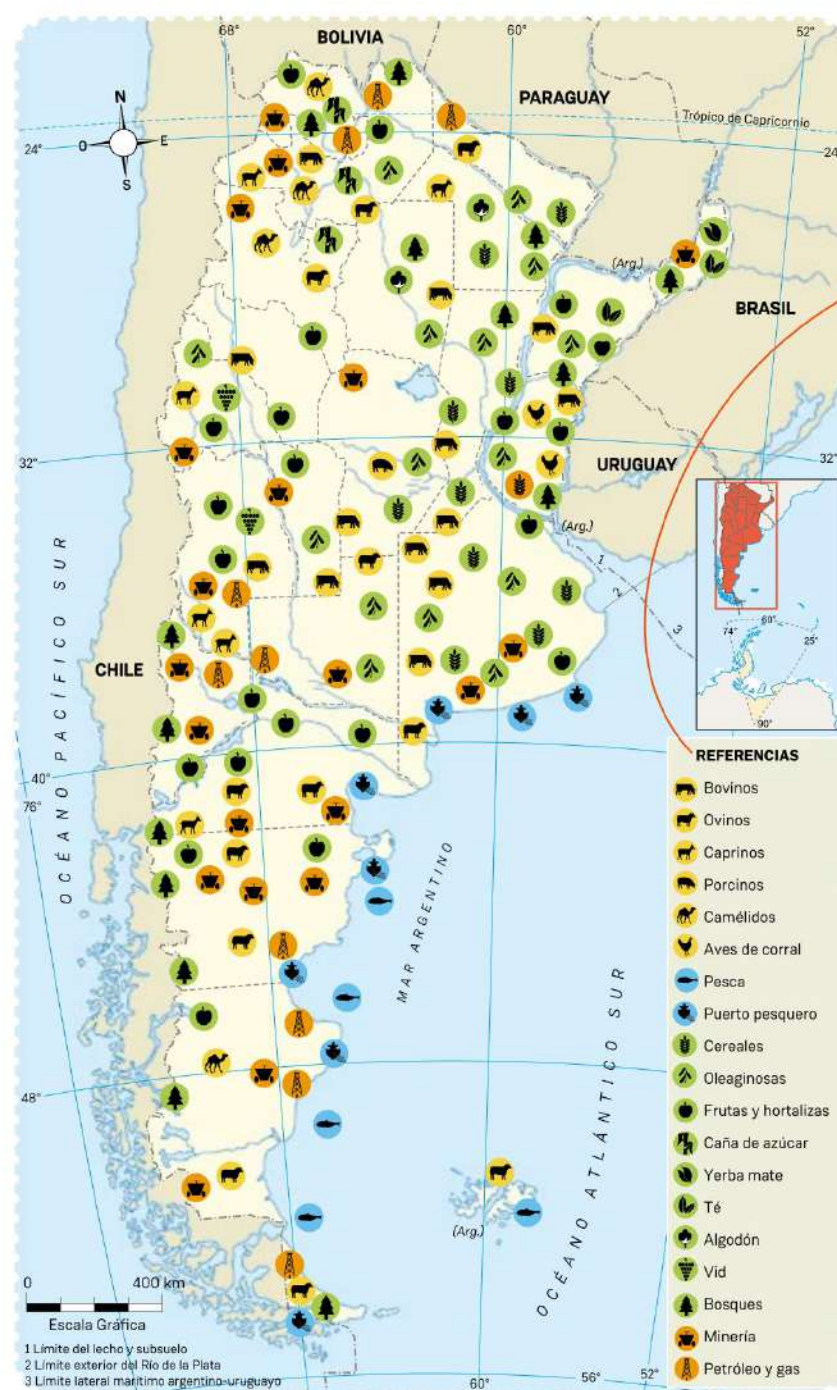 68°
BOLIVIA
60°
52°
PARAGUAY
Trópico de Capricornio
N
O
E
S
24°
24°
(Arg.)
BRASIL
32°
32°
URUGUAY
(Arg.)
1
2
3
OCÉANO PACÍFICO SUR
CHILE
74°
60°
25°
90°
40°
76°
MAR ARGENTINO
OCÉANO ATLÁNTICO SUR
48°
(Arg.)
REFERENCIAS
Bovinos
Ovinos
Caprinos
Porcinos
Camélidos
Aves de corral
Pesca
Puerto pesquero
Cereales
Oleaginosas
Frutas y hortalizas
Caña de azúcar
Yerba mate
Té
Algodón
Vid
Bosques
Minería
Petróleo y gas
0
400 km
Escala Gráfica
1 Límite del lecho y subsuelo
2 Límite exterior del Río de la Plata
3 Límite lateral marítimo argentino-uruguayo
60°
56°
52°